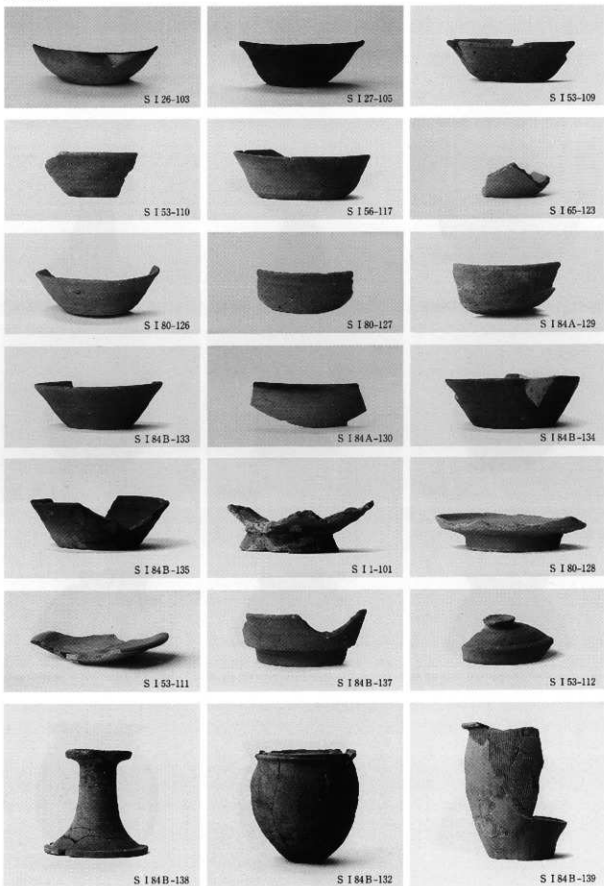 S I 26-103
S I 27-105
S I 53-109
S I 53-110
S I 56-117
S I 65-123
S I 80-126
S I 80-127
S I 84A-129
S I 84B-133
S I 84A-130
S I 84B-134
S I 84B-135
S I 1-101
S I 80-128
S I 53-111
S I 84B-137
S I 53-112
S I 84B-138
S I 84B-132
S I 84B-139